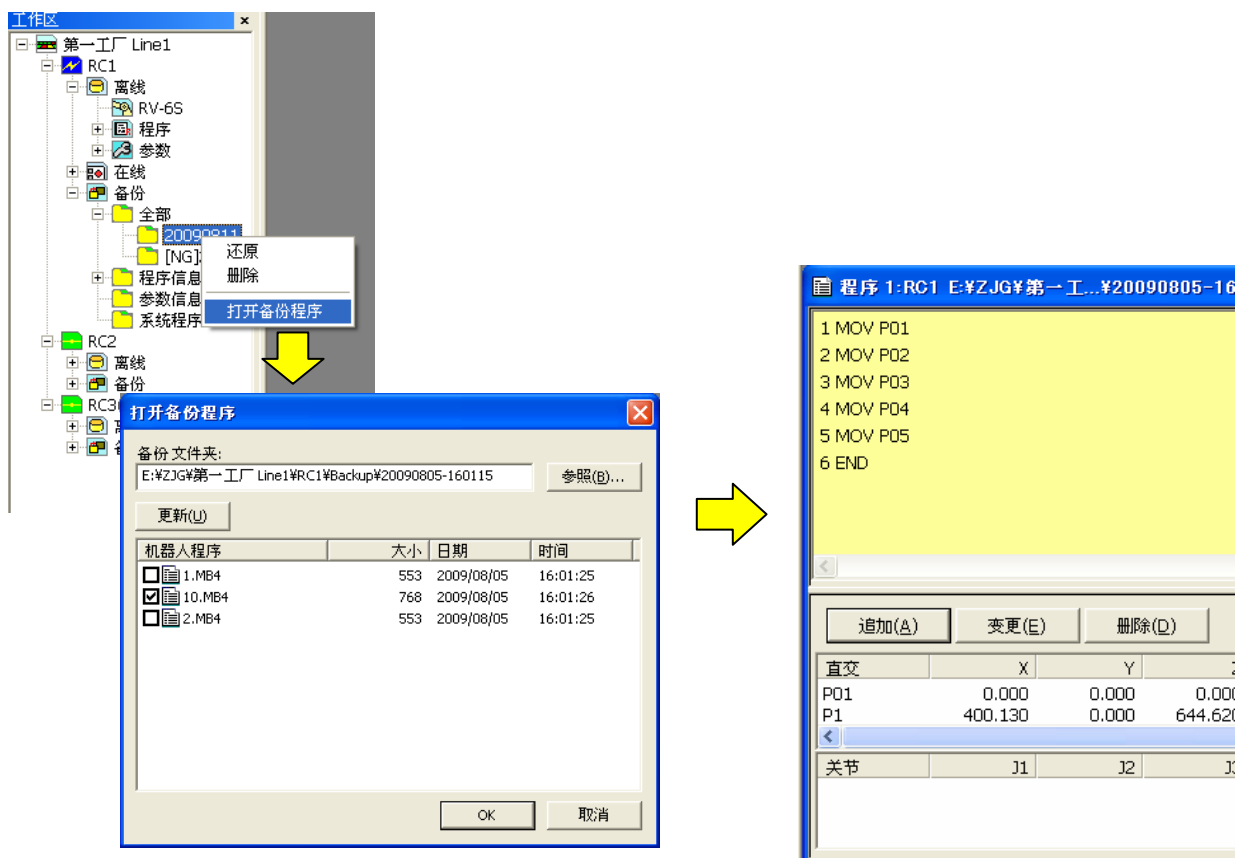 工作区
第一工厂 Line1
RC1
离线
RV-6S
程序
参数
在线
备份
全部
20090811
[NG]
程序信息
参数信息
系统程序
RC2
离线
备份
RC3
还原
删除
打开备份程序
打开备份程序
备份文件夹:
E:¥ZJG¥第一工厂 Line1¥RC1¥Backup¥20090805-160115
参照(B)...
更新(U)
机器人程序 大小 日期 时间
1.MB4 553 2009/08/05 16:01:25
10.MB4 768 2009/08/05 16:01:26
2.MB4 553 2009/08/05 16:01:25
OK 取消
程序 1:RC1 E:¥ZJG¥第一工...¥20090805-16
1 MOV P01
2 MOV P02
3 MOV P03
4 MOV P04
5 MOV P05
6 END
追加(A) 变更(E) 删除(D)
直交 X Y
P01 0.000 0.000 0.000
P1 400.130 0.000 644.620
关节 J1 J2